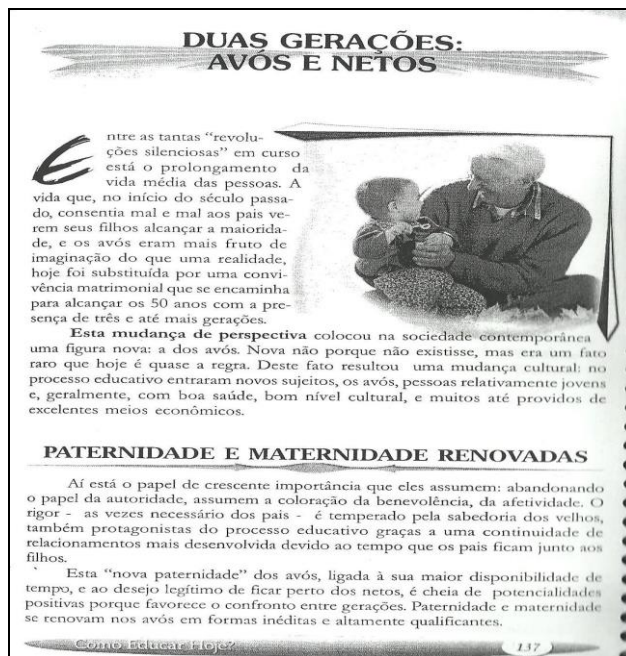 DUAS GERAÇÕES:
AVÓS E NETOS
Entre as tantas “revolu-
ções silenciosas” em curso
está o prolongamento da
vida média das pessoas. A
vida que, no início do século passa-
do, consentia mal e mal aos pais ve-
rem seus filhos alcançar a maiorida-
de, e os avós eram mais fruto de
imaginação do que uma realidade,
hoje foi substituída por uma convi-
vência matrimonial que se encaminha
para alcançar os 50 anos com a pre-
sença de três e até mais gerações.
Esta mudança de perspectiva colocou na sociedade contemporânea
uma figura nova: a dos avós. Nova não porque não existisse, mas era um fato
raro que hoje é quase a regra. Deste fato resultou uma mudança cultural: no
processo educativo entraram novos sujeitos, os avós, pessoas relativamente jovens
e, geralmente, com boa saúde, bom nível cultural, e muitos até providos de
excelentes meios econômicos.
PATERNIDADE E MATERNIDADE RENOVADAS
Aí está o papel de crescente importância que eles assumem: abandonando
o papel da autoridade, assumem a coloração da benevolência, da afetividade. O
rigor - as vezes necessário dos pais - é temperado pela sabedoria dos velhos,
também protagonistas do processo educativo graças a uma continuidade de
relacionamentos mais desenvolvida devido ao tempo que os pais ficam junto aos
filhos.
Esta “nova paternidade” dos avós, ligada à sua maior disponibilidade de
tempo, e ao desejo legítimo de ficar perto dos netos, é cheia de potencialidades
positivas porque favorece o confronto entre gerações. Paternidade e maternidade
se renovam nos avós em formas inéditas e altamente qualificantes.
Como Educar Hoje?
137